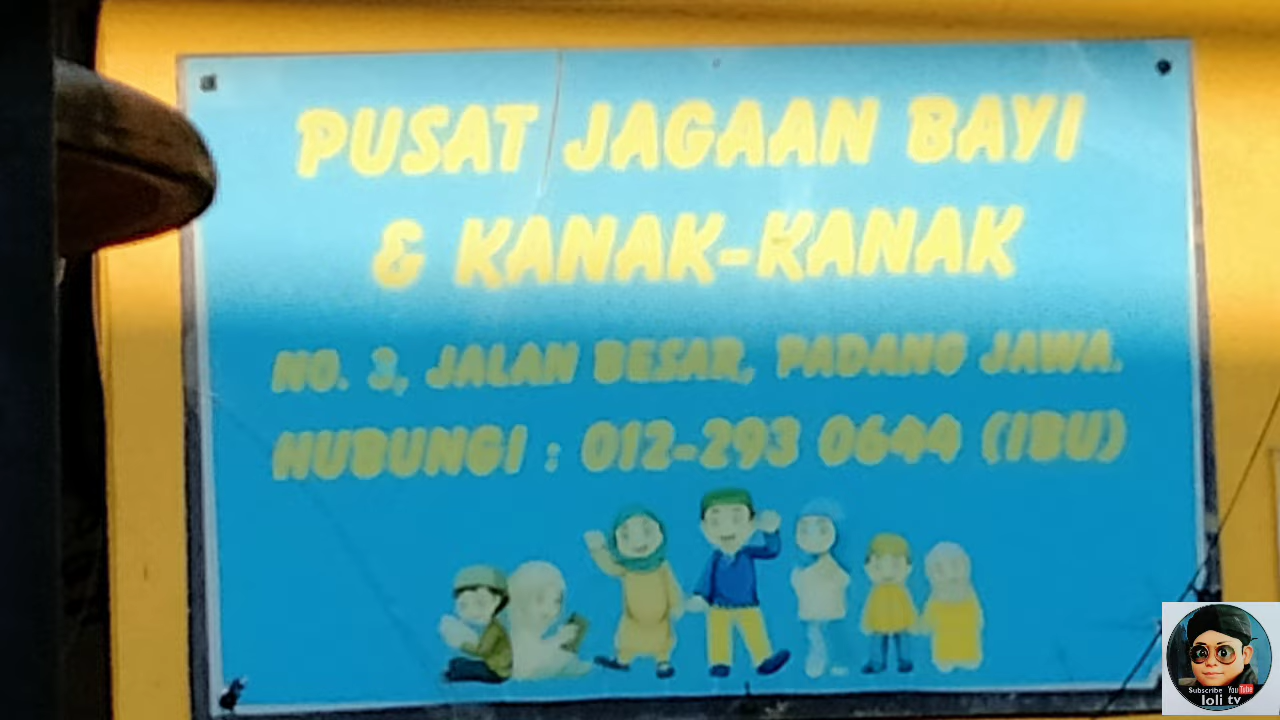 PUSAT JAGAAN BAYI
& KANAK-KANAK
NO. 3, JALAN BESAR, PADANG JAWA.
HUBUNGI : 012-293 0644 (IBU)
Subscribe YouTube
loli tv